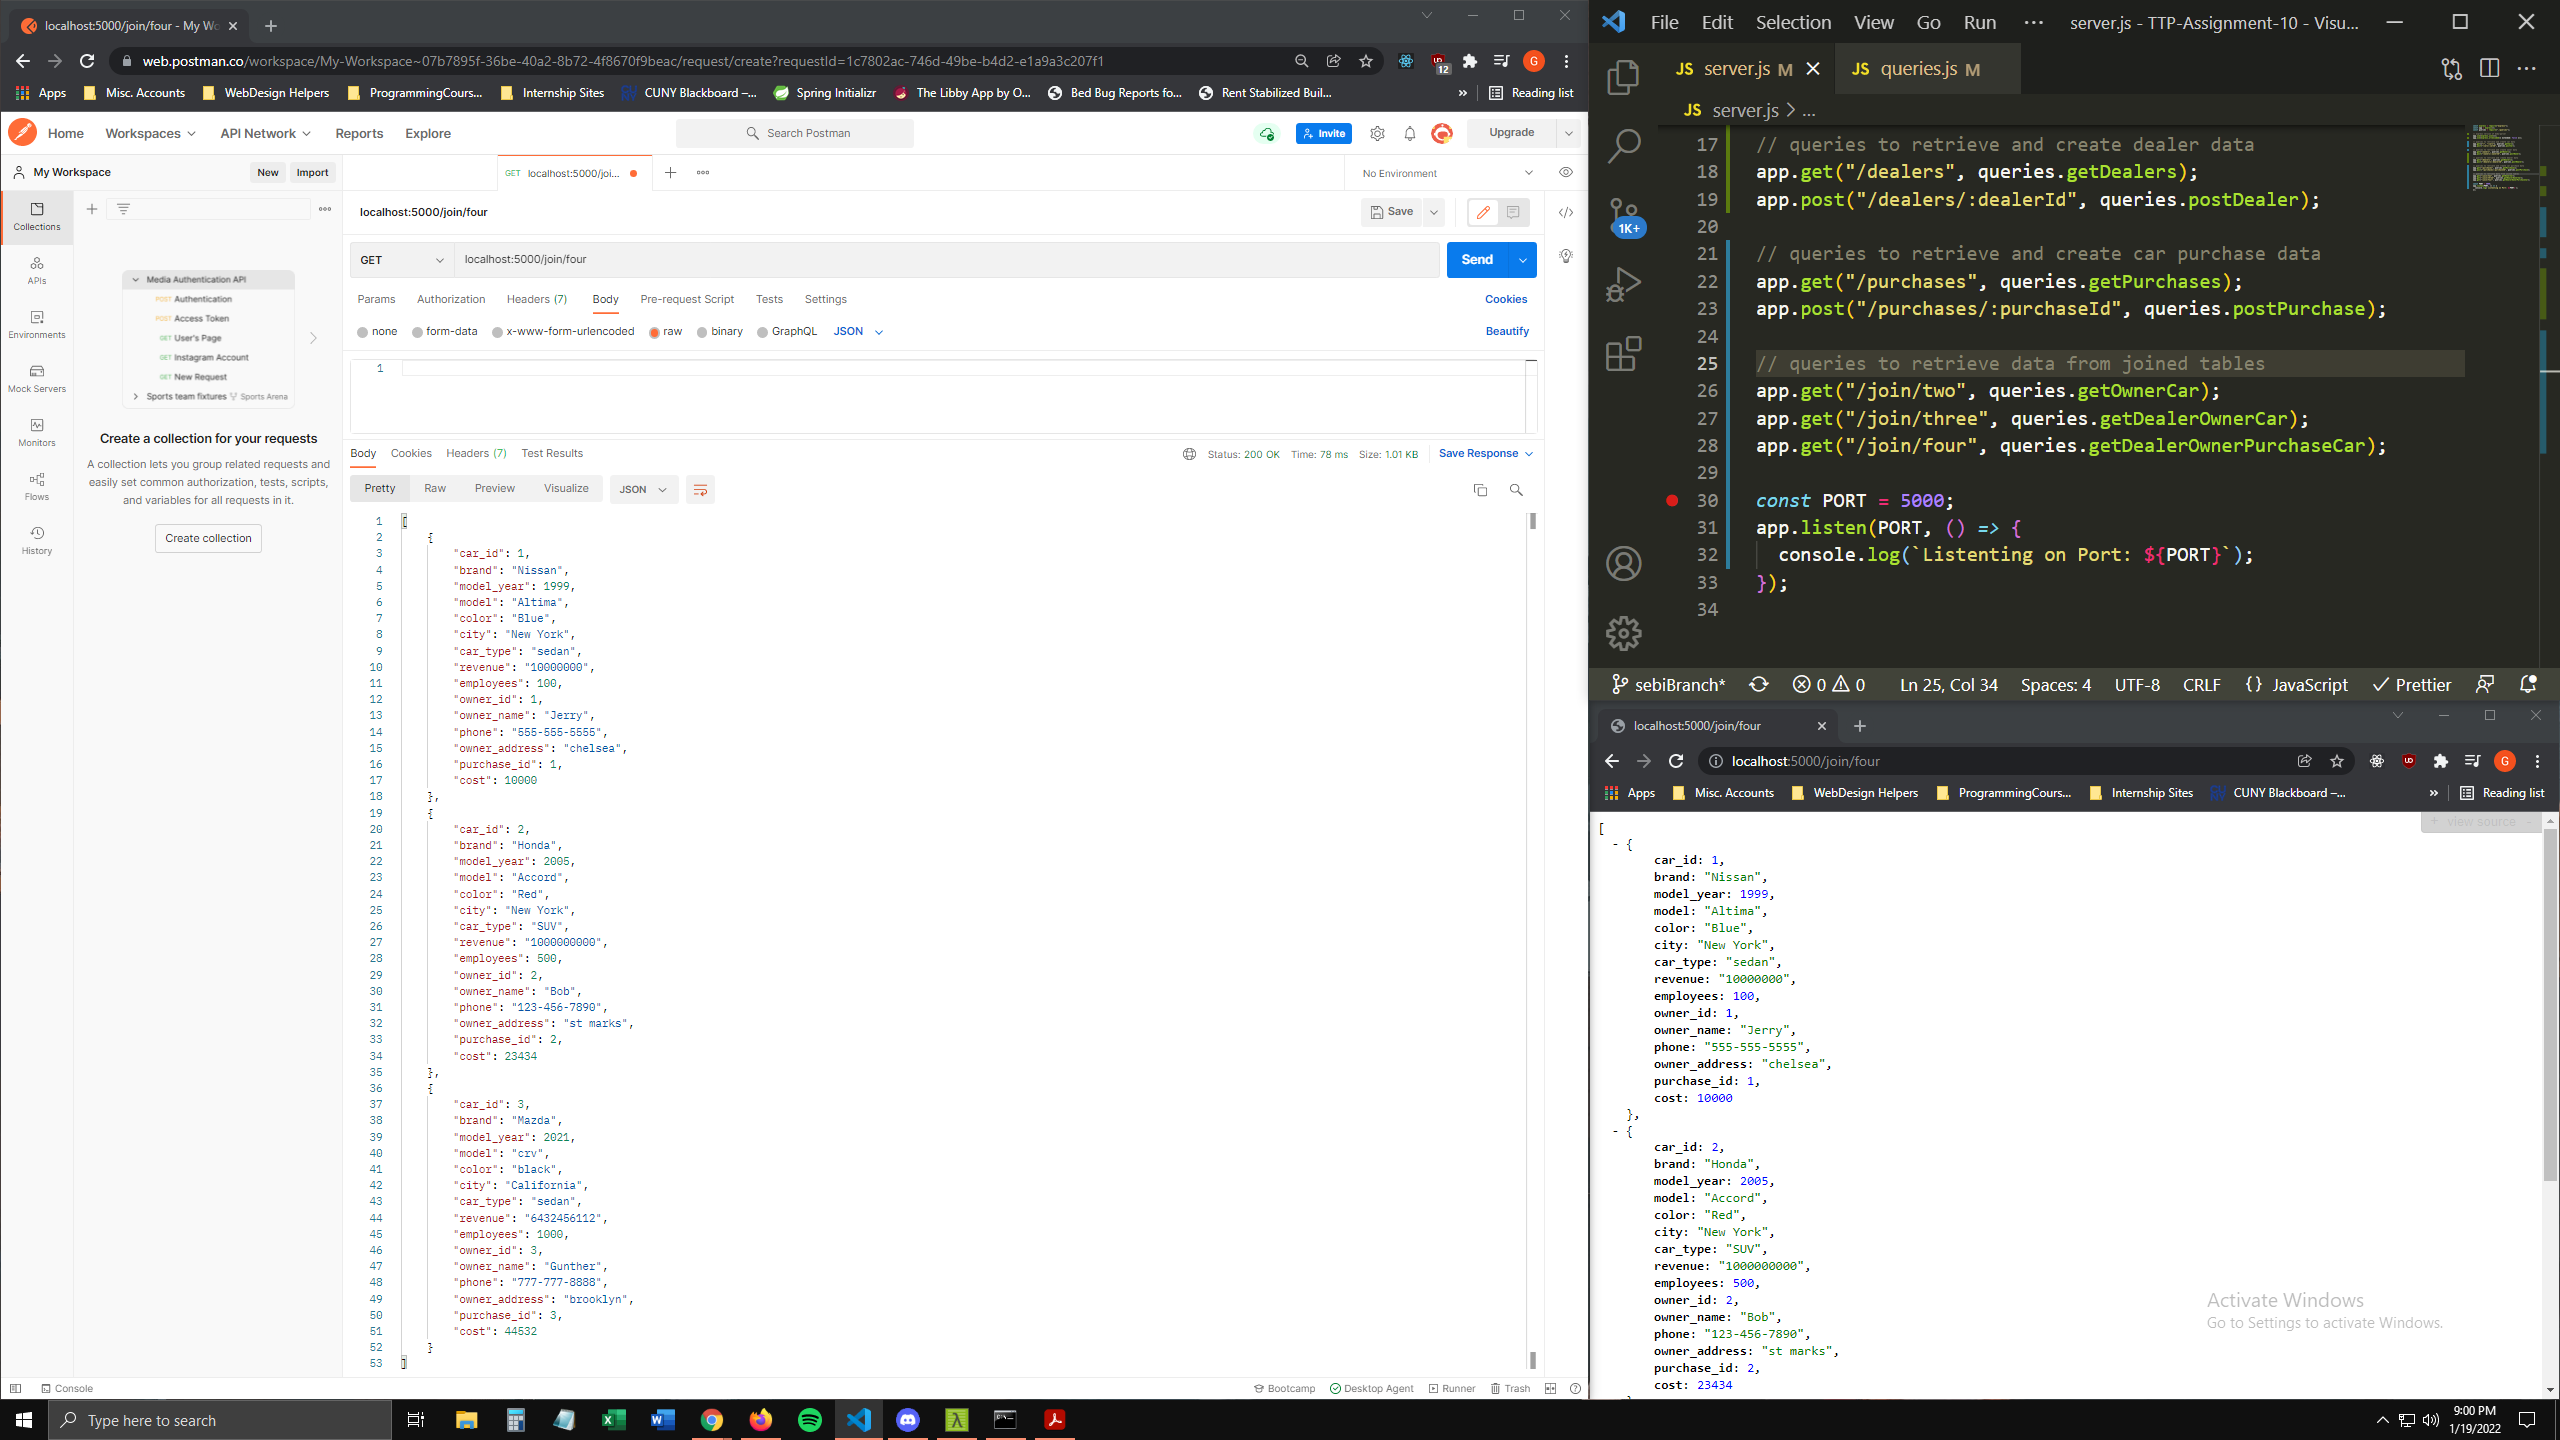 localhost:5000/join/four - My Wo
web.postman.co/workspace/My-Workspace~07b7895f-36be-40a2-8b72-4f8670f9beac/request/create?requestId=1c7802ac-746d-49be-b4d2-e1a9a3c207f1
12
G
Apps Misc. Accounts WebDesign Helpers ProgrammingCours... Internship Sites CUNY Blackboard –... Spring Initializr The Libby App by O... Bed Bug Reports fo... Rent Stabilized Buil... » Reading list
Home Workspaces API Network Reports Explore Search Postman Invite Upgrade
My Workspace New Import GET localhost:5000/joi... No Environment
Collections
APIs
Environments
Mock Servers
Monitors
Flows
History
Media Authentication API
POST Authentication
POST Access Token
GET User's Page
GET Instagram Account
GET New Request
Sports team fixtures Sports Arena
Create a collection for your requests
A collection lets you group related requests and
easily set common authorization, tests, scripts,
and variables for all requests in it.
Create collection
localhost:5000/join/four Save
GET localhost:5000/join/four Send
Params Authorization Headers (7) Body Pre-request Script Tests Settings Cookies
none form-data x-www-form-urlencoded raw binary GraphQL JSON Beautify
1
Body Cookies Headers (7) Test Results Status: 200 OK Time: 78 ms Size: 1.01 KB Save Response
Pretty Raw Preview Visualize JSON
1 [
2 {
3 "car_id": 1,
4 "brand": "Nissan",
5 "model_year": 1999,
6 "model": "Altima",
7 "color": "Blue",
8 "city": "New York",
9 "car_type": "sedan",
10 "revenue": "10000000",
11 "employees": 100,
12 "owner_id": 1,
13 "owner_name": "Jerry",
14 "phone": "555-555-5555",
15 "owner_address": "chelsea",
16 "purchase_id": 1,
17 "cost": 10000
18 },
19 {
20 "car_id": 2,
21 "brand": "Honda",
22 "model_year": 2005,
23 "model": "Accord",
24 "color": "Red",
25 "city": "New York",
26 "car_type": "SUV",
27 "revenue": "1000000000",
28 "employees": 500,
29 "owner_id": 2,
30 "owner_name": "Bob",
31 "phone": "123-456-7890",
32 "owner_address": "st marks",
33 "purchase_id": 2,
34 "cost": 23434
35 },
36 {
37 "car_id": 3,
38 "brand": "Mazda",
39 "model_year": 2021,
40 "model": "crv",
41 "color": "black",
42 "city": "California",
43 "car_type": "sedan",
44 "revenue": "6432456112",
45 "employees": 1000,
46 "owner_id": 3,
47 "owner_name": "Gunther",
48 "phone": "777-777-8888",
49 "owner_address": "brooklyn",
50 "purchase_id": 3,
51 "cost": 44532
52 }
53 ]
Console Bootcamp Desktop Agent Runner Trash
File Edit Selection View Go Run ··· server.js - TTP-Assignment-10 - Visu...
JS server.js M JS queries.js M
JS server.js > ...
1K+
17 // queries to retrieve and create dealer data
18 app.get("/dealers", queries.getDealers);
19 app.post("/dealers/:dealerId", queries.postDealer);
20
21 // queries to retrieve and create car purchase data
22 app.get("/purchases", queries.getPurchases);
23 app.post("/purchases/:purchaseId", queries.postPurchase);
24
25 // queries to retrieve data from joined tables
26 app.get("/join/two", queries.getOwnerCar);
27 app.get("/join/three", queries.getDealerOwnerCar);
28 app.get("/join/four", queries.getDealerOwnerPurchaseCar);
29
30 const PORT = 5000;
31 app.listen(PORT, () => {
32 console.log(`Listenting on Port: ${PORT}`);
33 });
34
sebiBranch* 0 0 Ln 25, Col 34 Spaces: 4 UTF-8 CRLF {} JavaScript Prettier
localhost:5000/join/four
localhost:5000/join/four
G
Apps Misc. Accounts WebDesign Helpers ProgrammingCours... Internship Sites CUNY Blackboard –... » Reading list
+ view source -
[
- {
car_id: 1,
brand: "Nissan",
model_year: 1999,
model: "Altima",
color: "Blue",
city: "New York",
car_type: "sedan",
revenue: "10000000",
employees: 100,
owner_id: 1,
owner_name: "Jerry",
phone: "555-555-5555",
owner_address: "chelsea",
purchase_id: 1,
cost: 10000
},
- {
car_id: 2,
brand: "Honda",
model_year: 2005,
model: "Accord",
color: "Red",
city: "New York",
car_type: "SUV",
revenue: "1000000000",
employees: 500,
owner_id: 2,
owner_name: "Bob",
phone: "123-456-7890",
owner_address: "st marks",
purchase_id: 2,
cost: 23434
Activate Windows
Go to Settings to activate Windows.
Type here to search
9:00 PM
1/19/2022